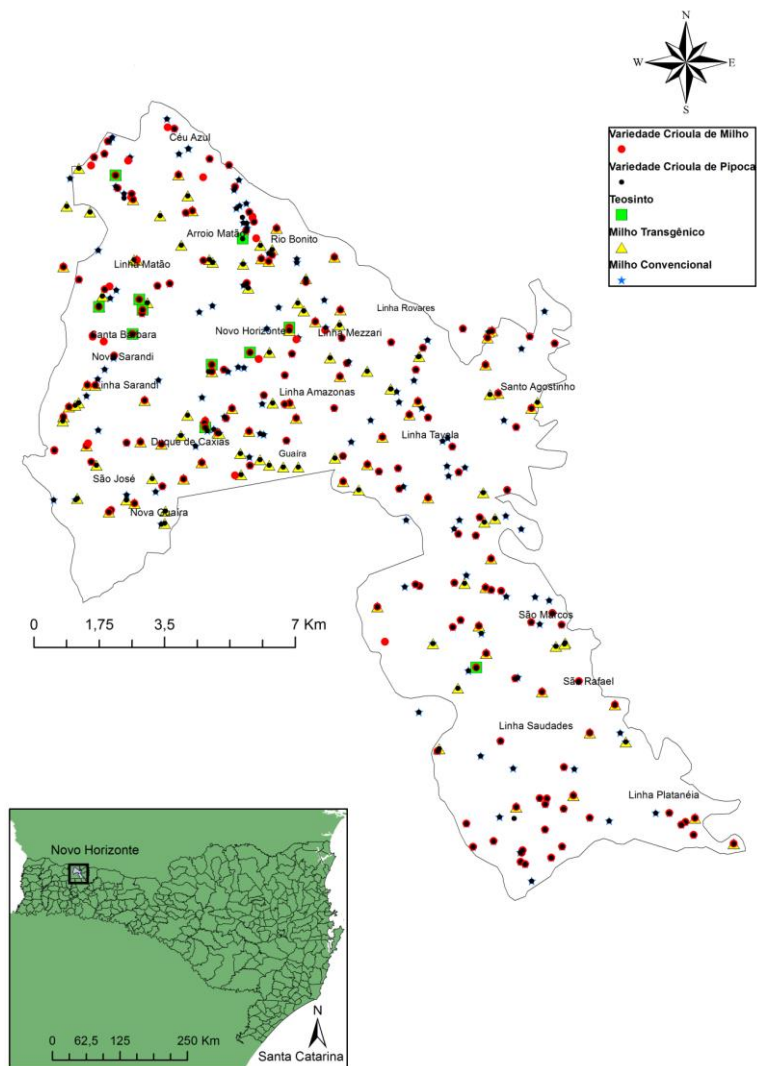 N
W
E
S
Variedade Crioula de Milho
Variedade Crioula de Pipoca
Teosinto
Milho Transgênico
Milho Convencional
Céu Azul
Arroio Matão
Rio Bonito
Linha Matão
Linha Rovares
Santa Bárbara
Novo Horizonte
Linha Mezzari
Nova Sarandi
Linha Sarandi
Linha Amazonas
Santo Agostinho
Duque de Caxias
Linha Tavela
Guaíra
São José
Nova Guaíra
0 1,75 3,5 7 Km
São Marcos
São Rafael
Linha Saudades
Linha Platanéia
Novo Horizonte
N
0 62,5 125 250 Km
Santa Catarina